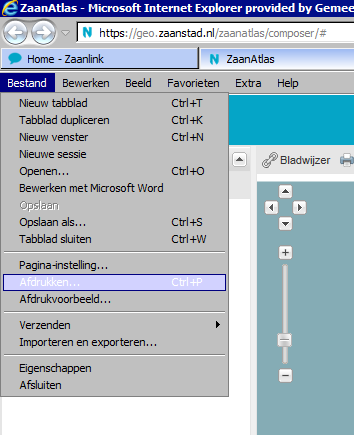 ZaanAtlas - Microsoft Internet Explorer provided by Gemee
https://geo.zaanstad.nl/zaanatlas/composer/#
Home - Zaanlink ZaanAtlas
Bestand Bewerken Beeld Favorieten Extra Help
Nieuw tabblad Ctrl+T
Tabblad dupliceren Ctrl+K
Nieuw venster Ctrl+N
Nieuwe sessie
Openen... Ctrl+O
Bewerken met Microsoft Word
Opslaan
Opslaan als... Ctrl+S
Tabblad sluiten Ctrl+W
Pagina-instelling...
Afdrukken... Ctrl+P
Afdrukvoorbeeld...
Verzenden
Importeren en exporteren...
Eigenschappen
Afsluiten
Bladwijzer